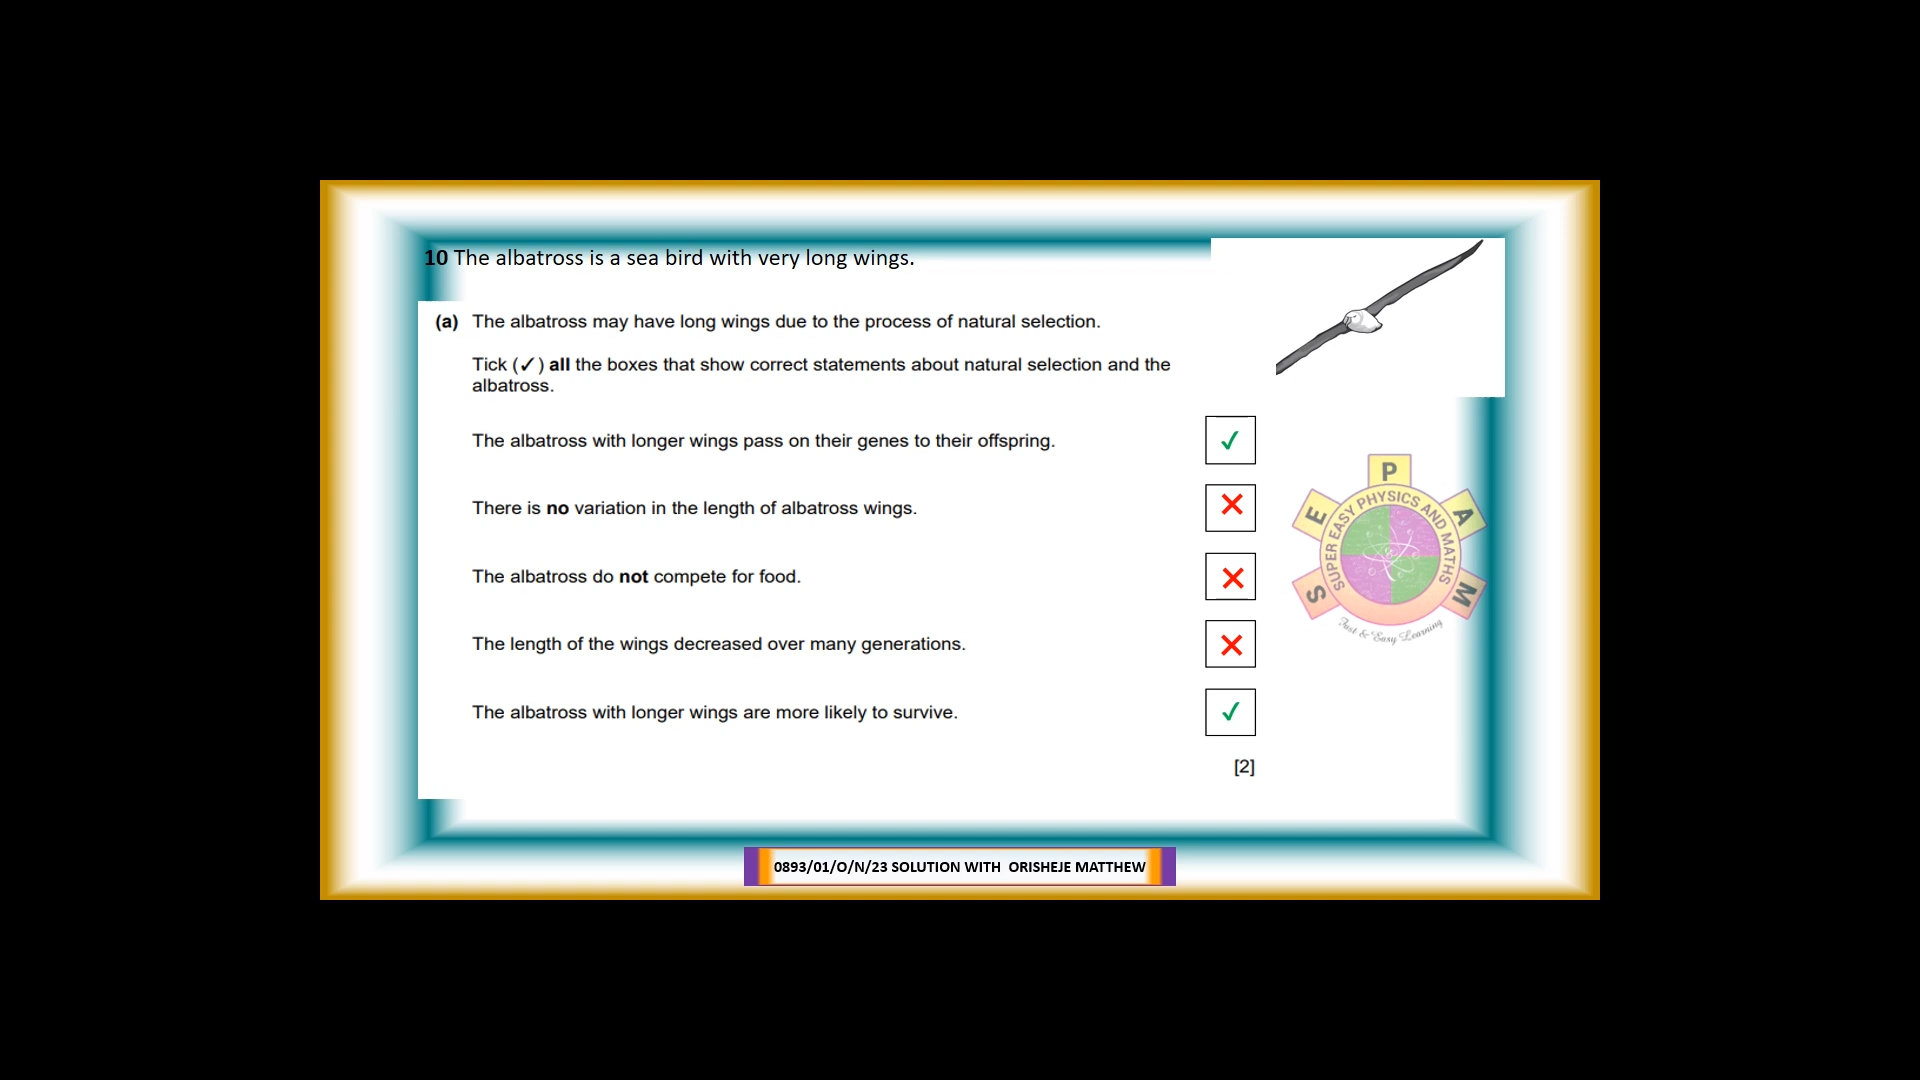 10 The albatross is a sea bird with very long wings.
(a) The albatross may have long wings due to the process of natural selection.
Tick (✓) all the boxes that show correct statements about natural selection and the
albatross.
The albatross with longer wings pass on their genes to their offspring. ✓
There is no variation in the length of albatross wings. ✕
The albatross do not compete for food. ✕
The length of the wings decreased over many generations. ✕
The albatross with longer wings are more likely to survive. ✓
[2]
S E P A M
SUPER EASY PHYSICS AND MATHS
Fast & Easy Learning
0893/01/O/N/23 SOLUTION WITH ORISHEJE MATTHEW